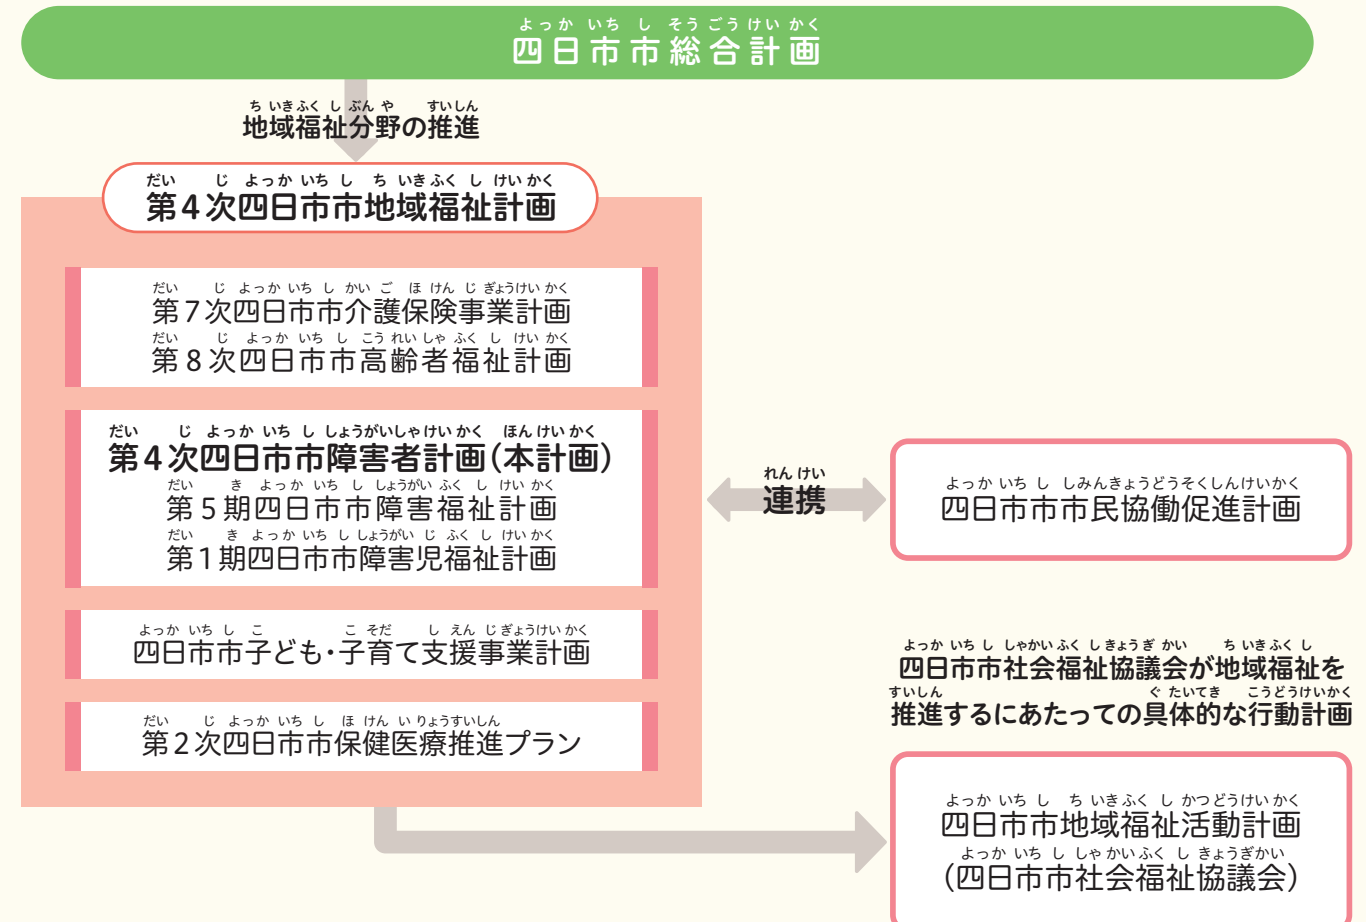 よっかいちしそうごうけいかく
四日市市総合計画
ちいきふくしぶんや すいしん
地域福祉分野の推進
だい じよっかいちしちいきふくしけいかく
第4次四日市市地域福祉計画
だい じよっかいちしかいごほけんじぎょうけいかく
第7次四日市市介護保険事業計画
だい じよっかいちしこうれいしゃふくしけいかく
第8次四日市市高齢者福祉計画
だい じよっかいちししょうがいしゃけいかく ほんけいかく
第4次四日市市障害者計画(本計画)
だい きよっかいちししょうがいふくしけいかく
第5期四日市市障害福祉計画
だい きよっかいちししょうがいじふくしけいかく
第1期四日市市障害児福祉計画
よっかいちしこ こそだ しえんじぎょうけいかく
四日市市子ども・子育て支援事業計画
だい じよっかいちしほけんいりょうすいしん
第2次四日市市保健医療推進プラン
れんけい
連携
よっかいちししみんきょうどうそくしんけいかく
四日市市市民協働促進計画
よっかいちししゃかいふくしきょうぎかい ちいきふくし
四日市市社会福祉協議会が地域福祉を
すいしん ぐたいてき こうどうけいかく
推進するにあたっての具体的な行動計画
よっかいちしちいきふくしかつどうけいかく
四日市市地域福祉活動計画
よっかいちししゃかいふくしきょうぎかい
(四日市市社会福祉協議会)